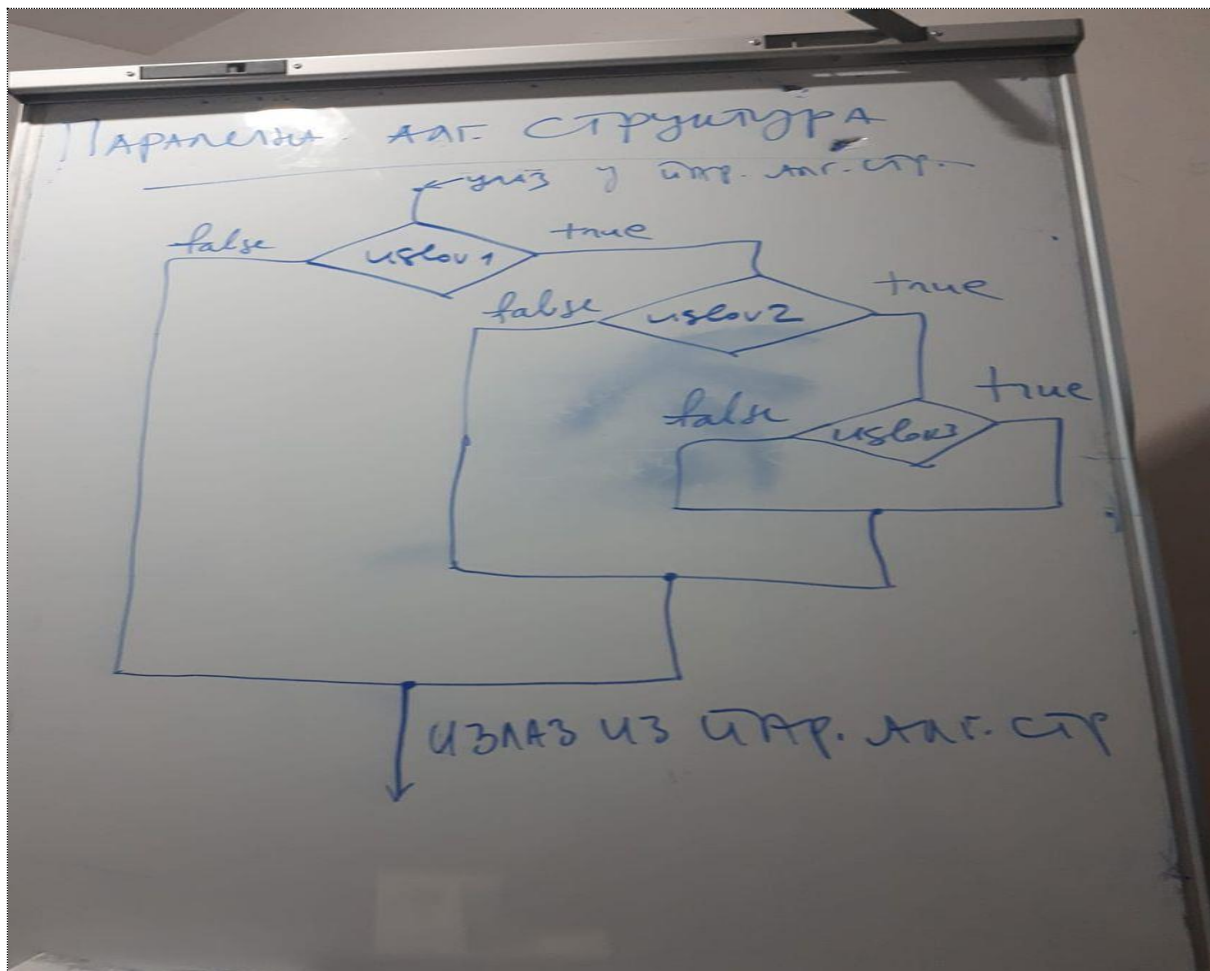 ПАРАЛЕЛНА АЛГ. СТРУКТУРА
УЛАЗ У ПАР. АЛГ. СТР.
false
uslov1
true
false
uslov2
true
false
uslov3
true
ИЗЛАЗ ИЗ ПАР. АЛГ. СТР